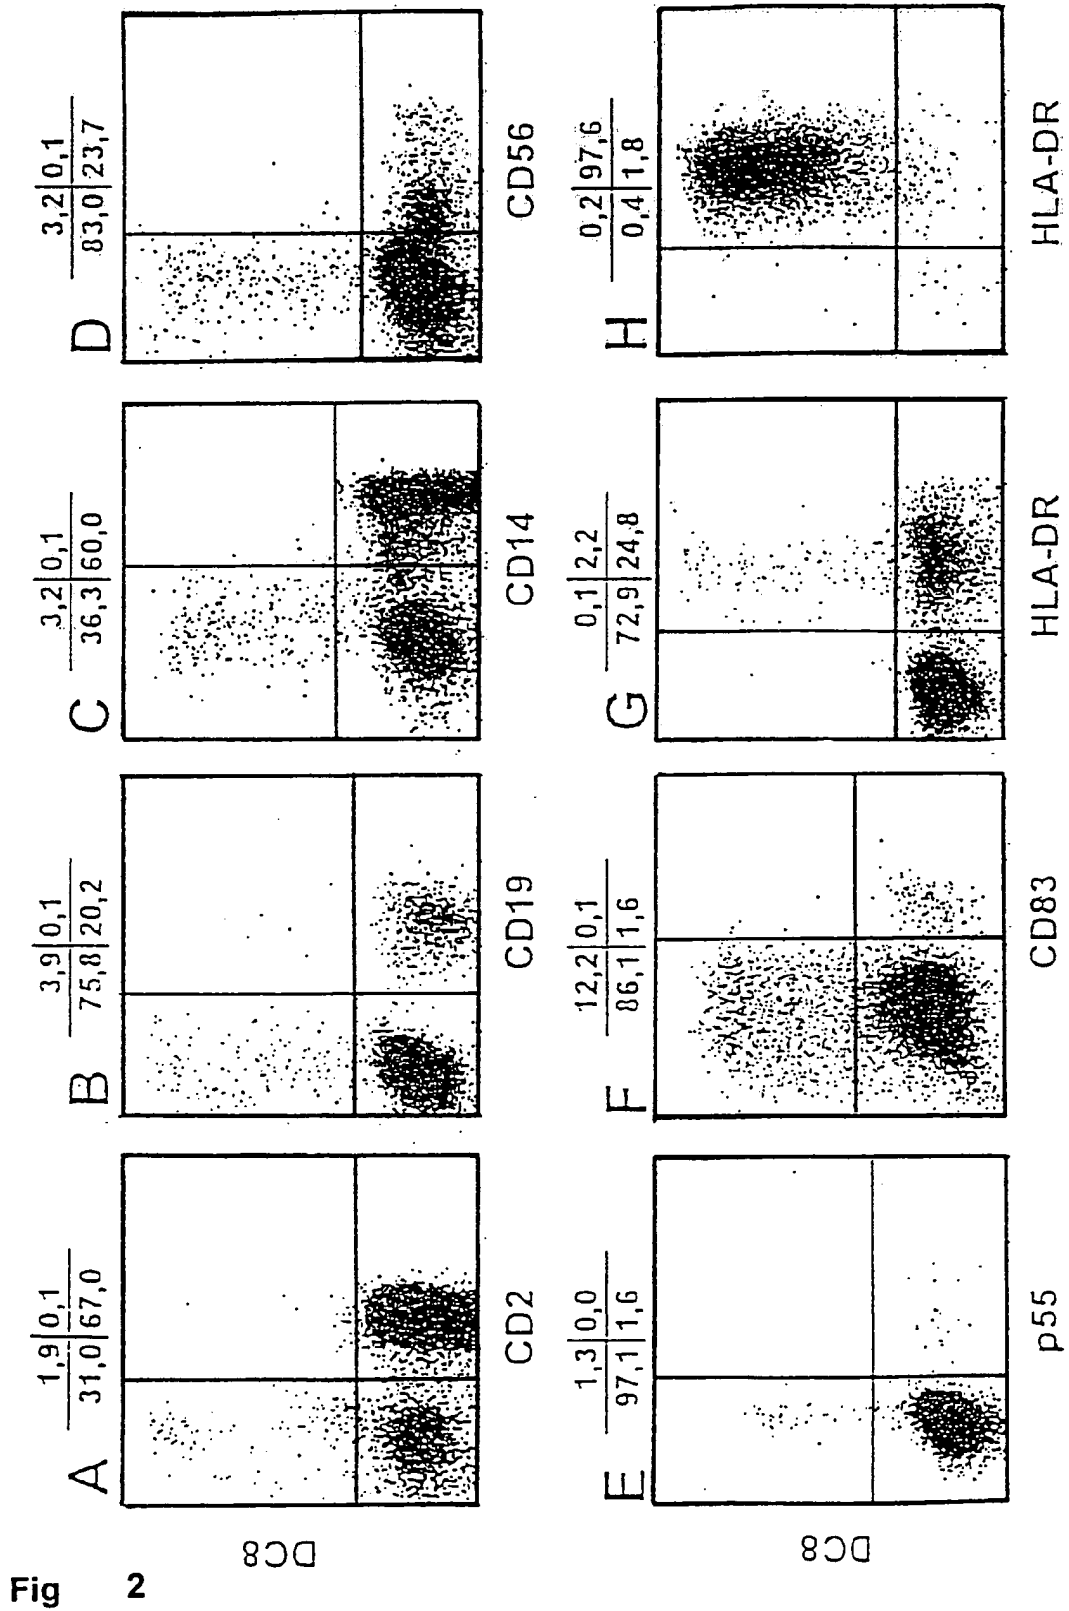 A
1,9 0,1
31,0 67,0
CD2
B
3,9 0,1
75,8 20,2
CD19
C
3,2 0,1
36,3 60,0
CD14
D
3,2 0,1
83,0 23,7
CD56
DC8
E
1,3 0,0
97,1 1,6
p55
F
12,2 0,1
86,1 1,6
CD83
G
0,1 2,2
72,9 24,8
HLA-DR
H
0,2 97,6
0,4 1,8
HLA-DR
DC8
Fig 2